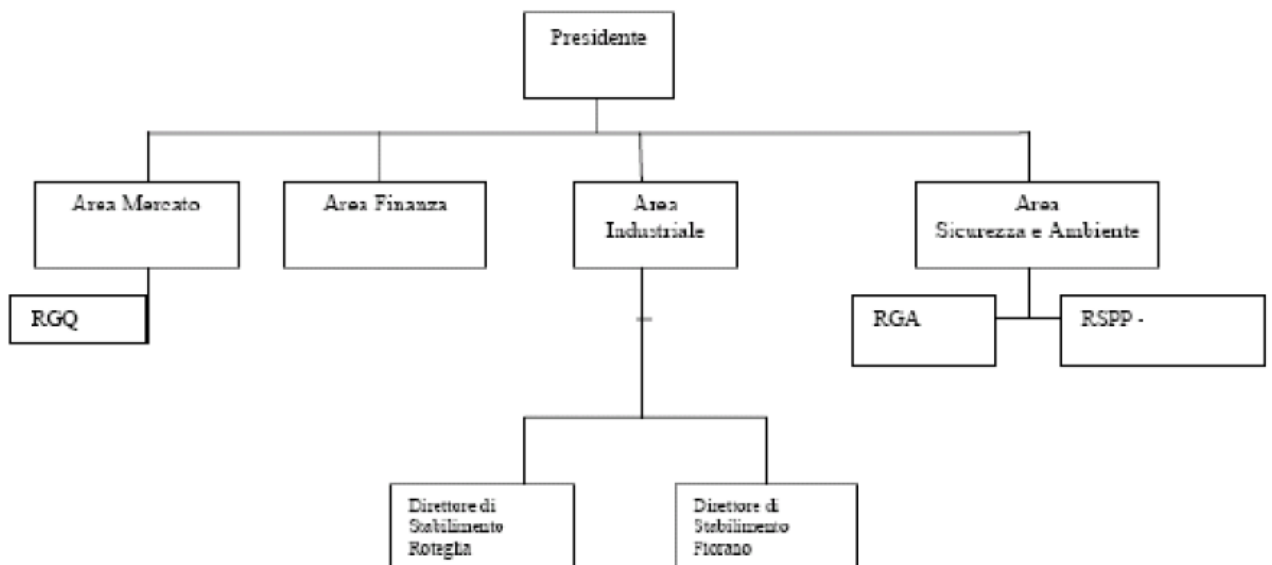 Presidente
Area Mercato
Area Finanza
Area
Industriale
Area
Sicurezza e Ambiente
RGQ
RGA
RSPP -
Direttore di
Stabilimento
Roteglia
Direttore di
Stabilimento
Fiorano